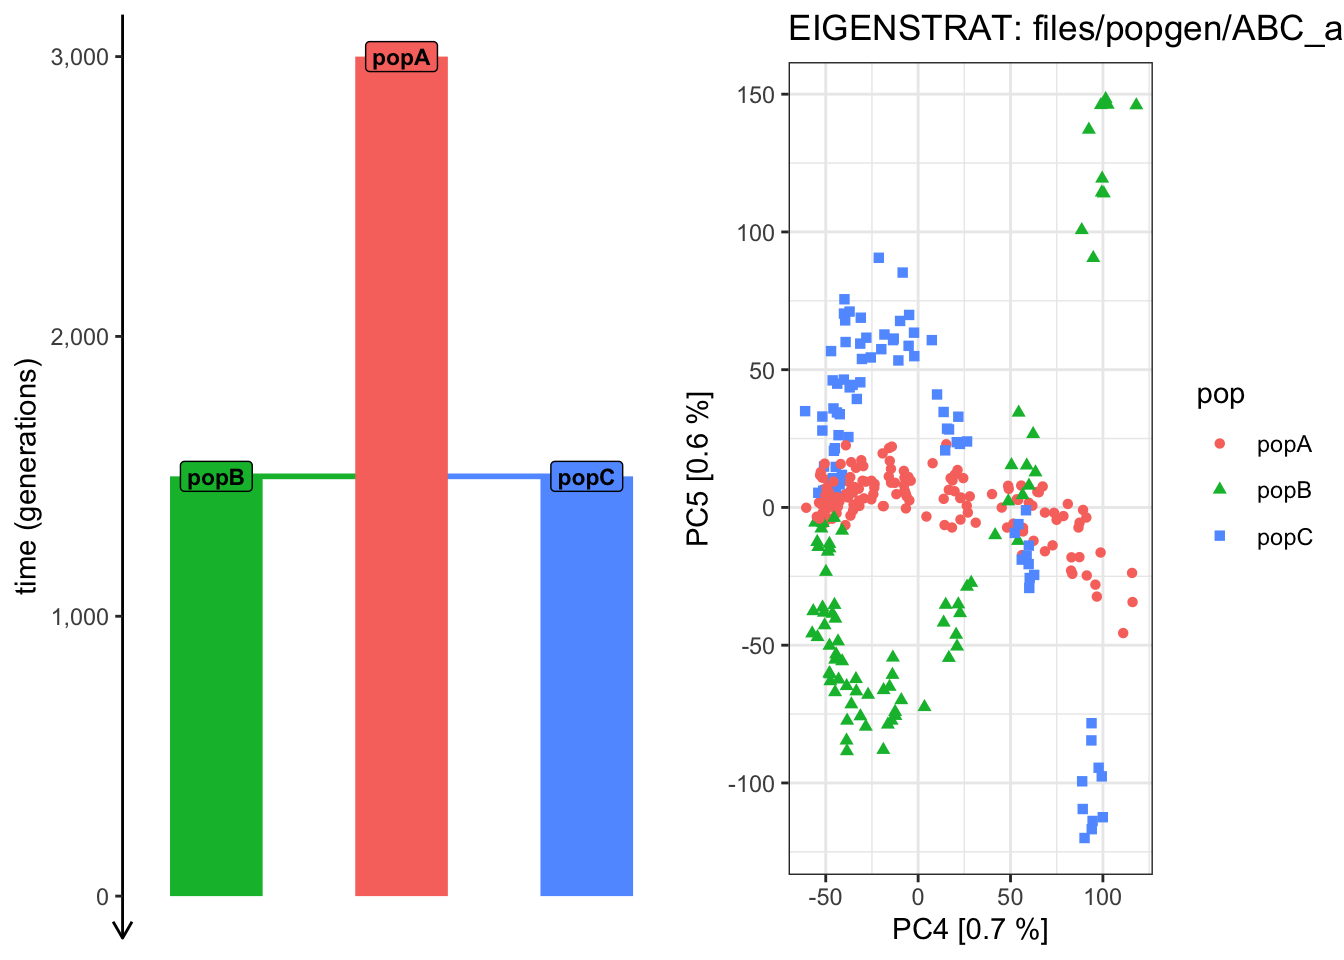 time (generations)
3,000
2,000
1,000
0
popA
popB
popC
EIGENSTRAT: files/popgen/ABC_a
PC5 [0.6 %]
150
100
50
0
-50
-100
-50
0
50
100
PC4 [0.7 %]
pop
popA
popB
popC